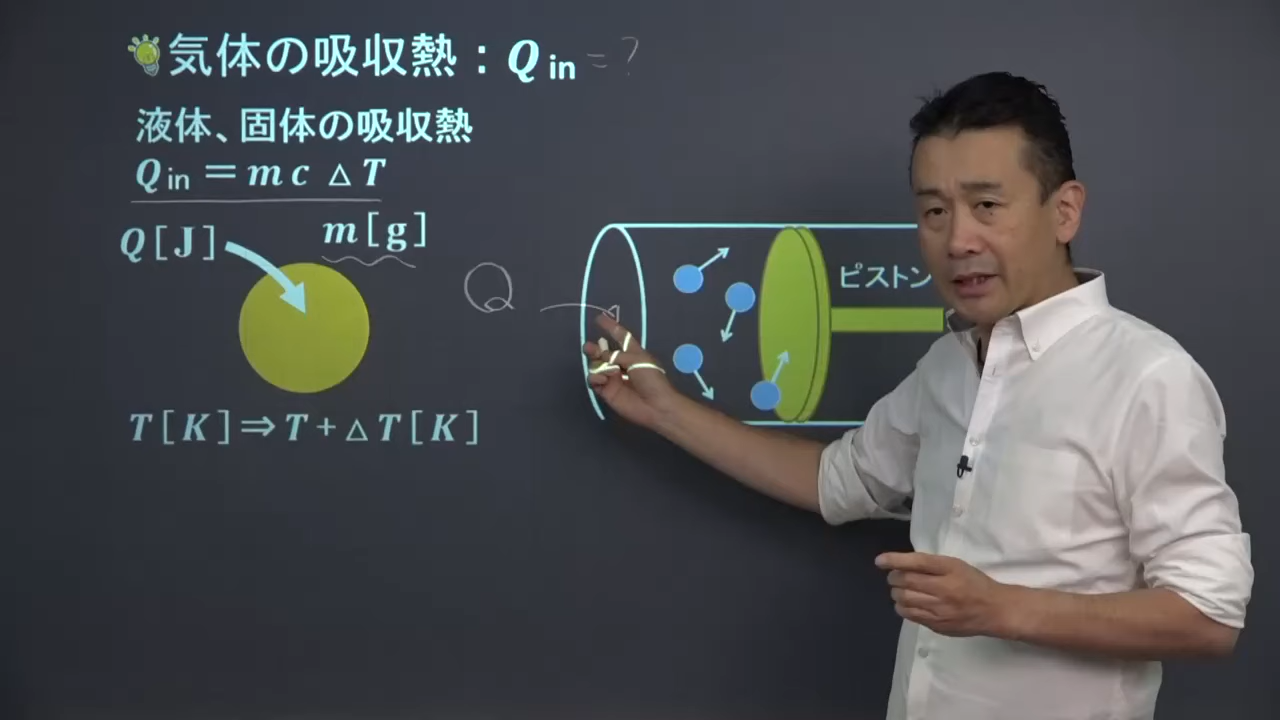 気体の吸収熱：Q in = ?
液体、固体の吸収熱
Q in ＝ m c △ T
Q [ J ]
m [ g ]
Q
ピストン
T [ K ] ⇒ T + △ T [ K ]